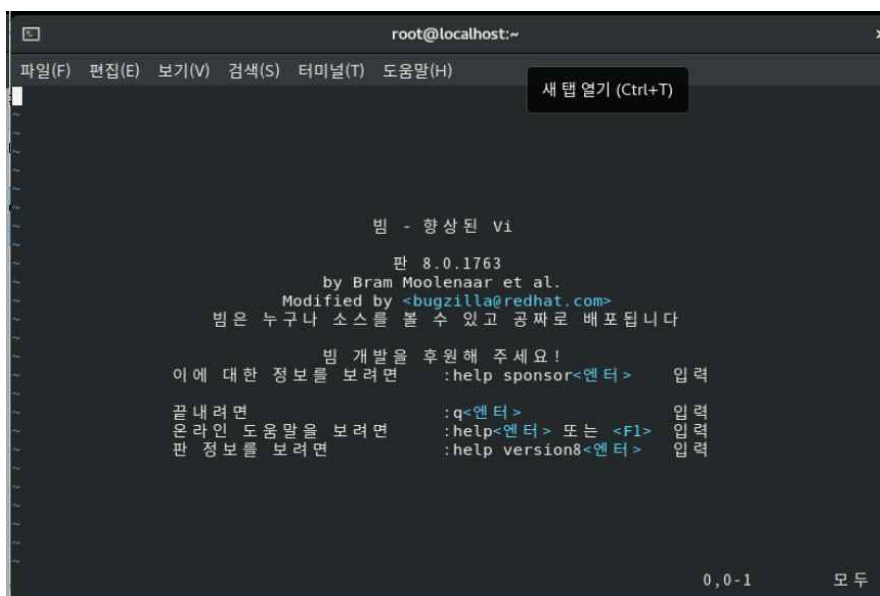 root@localhost:~
파일(F) 편집(E) 보기(V) 검색(S) 터미널(T) 도움말(H)
새 탭 열기 (Ctrl+T)
~
~
~
~
~
~
~ 빔 - 향상된 Vi
~
~ 판 8.0.1763
~ by Bram Moolenaar et al.
~ Modified by <bugzilla@redhat.com>
~ 빔은 누구나 소스를 볼 수 있고 공짜로 배포됩니다
~
~ 빔 개발을 후원해 주세요!
~ 이에 대한 정보를 보려면 :help sponsor<엔터> 입력
~
~ 끝내려면 :q<엔터> 입력
~ 온라인 도움말을 보려면 :help<엔터> 또는 <F1> 입력
~ 판 정보를 보려면 :help version8<엔터> 입력
~
~
~
~
~
~
0,0-1 모두